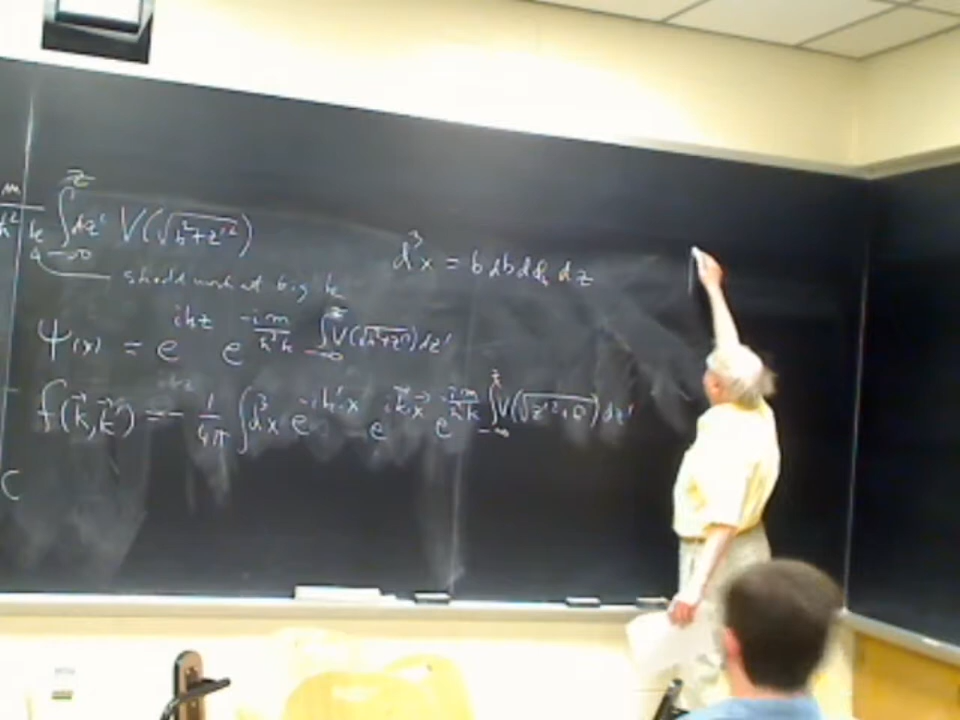 m/ħ²k ∫_{-∞}^{z} dz' V(√(b²+z'²))
d³x = b db dϕ dz
should work at big k
ψ(x) = e^{ikz} e^{-im/ħ²k ∫_{-∞}^{z} V(√(b²+z'²))dz'}
f(k⃗,k⃗') = - 1/4π ∫d³x e^{-ik'·x} e^{ik⃗·x⃗} e^{-im/ħ²k ∫_{-∞}^{z} V(√(z'²+b²))dz'}
C